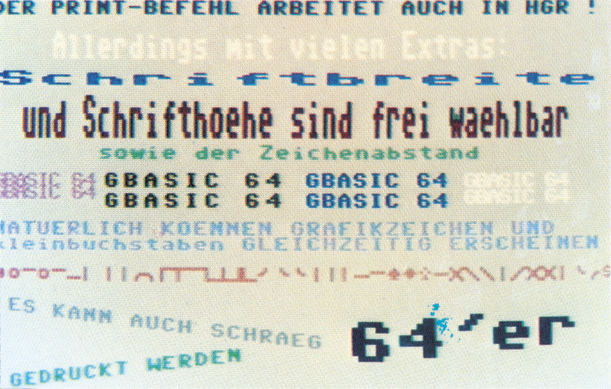 DER PRINT-BEFEHL ARBEITET AUCH IN HGR !
Allerdings mit vielen Extras:
Schriftbreite
und Schrifthoehe sind frei waehlbar
sowie der Zeichenabstand
GBASIC 64 GBASIC 64 GBASIC 64 GBASIC 64
GBASIC 64 GBASIC 64 GBASIC 64 GBASIC 64
NATUERLICH KOENNEN GRAFIKZEICHEN UND
kleinbuchstaben GLEICHZEITIG ERSCHEINEN
ES KANN AUCH SCHRAEG
GEDRUCKT WERDEN
64'er